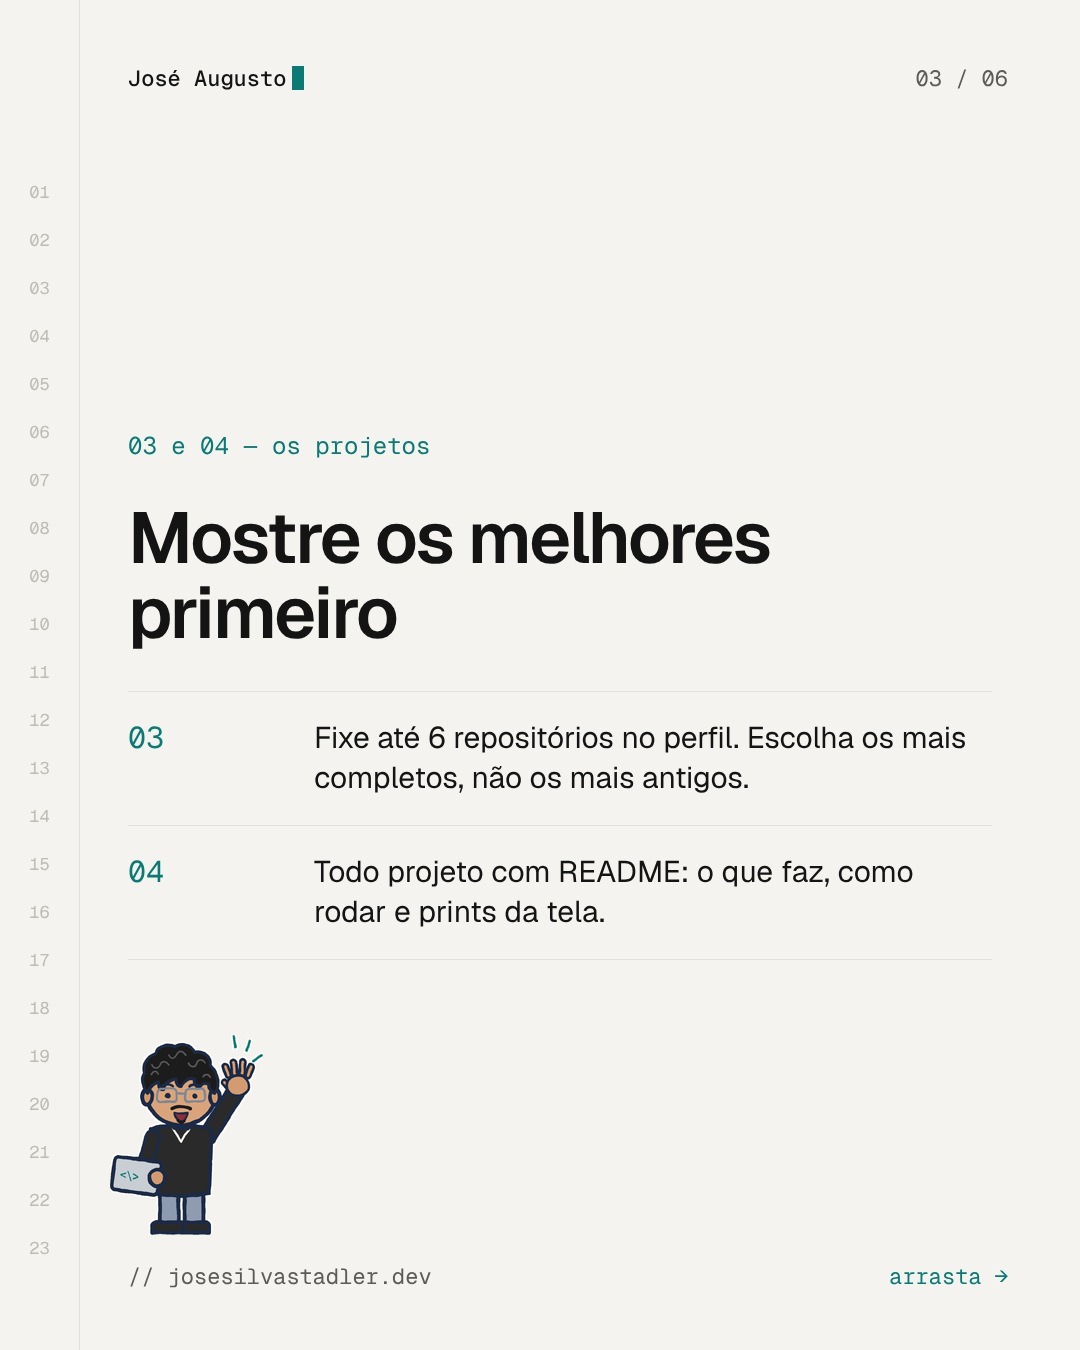 José Augusto
03 / 06
01
02
03
04
05
06
07
08
09
10
11
12
13
14
15
16
17
18
19
20
21
22
23
03 e 04 — os projetos
Mostre os melhores
primeiro
03
Fixe até 6 repositórios no perfil. Escolha os mais
completos, não os mais antigos.
04
Todo projeto com README: o que faz, como
rodar e prints da tela.
<\>
// josesilvastadler.dev
arrasta →